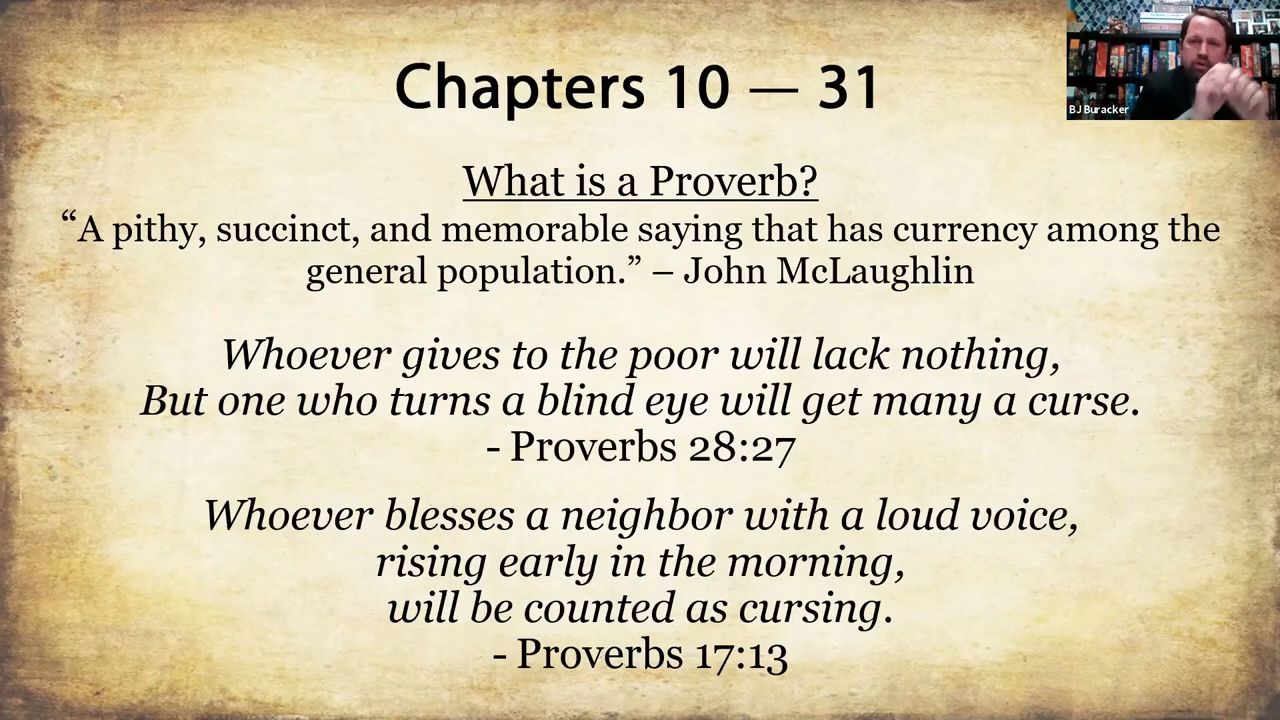 Chapters 10 — 31
BJ Buracker
What is a Proverb?
“A pithy, succinct, and memorable saying that has currency among the
general population.” – John McLaughlin
Whoever gives to the poor will lack nothing,
But one who turns a blind eye will get many a curse.
- Proverbs 28:27
Whoever blesses a neighbor with a loud voice,
rising early in the morning,
will be counted as cursing.
- Proverbs 17:13